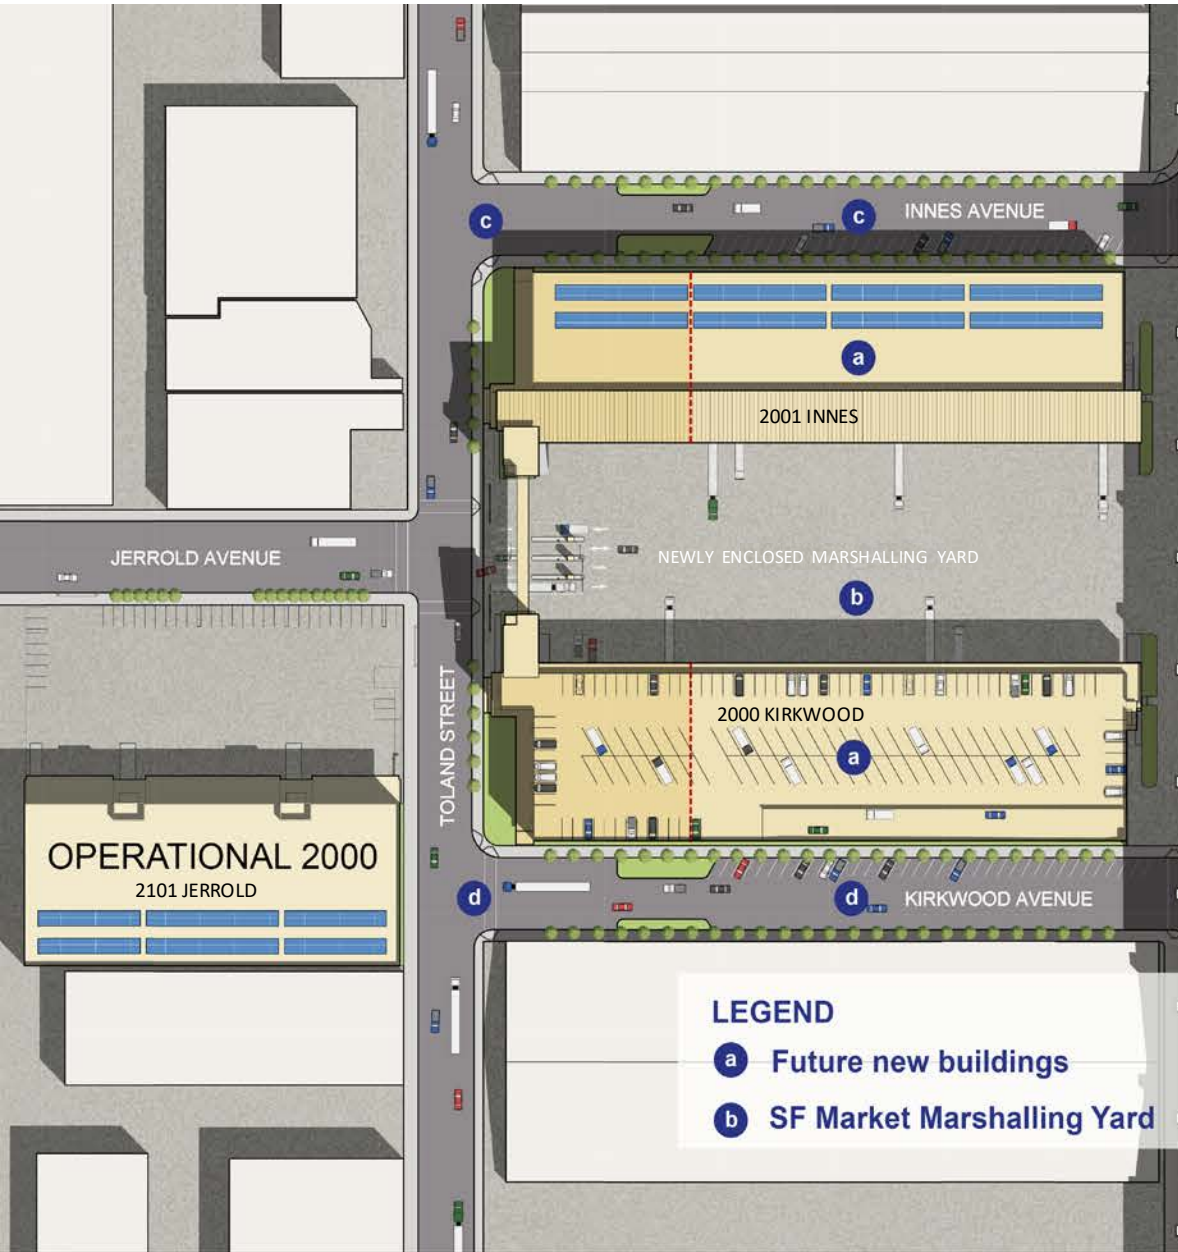 c
c
INNES AVENUE
a
2001 INNES
JERROLD AVENUE
NEWLY ENCLOSED MARSHALLING YARD
b
TOLAND STREET
2000 KIRKWOOD
a
OPERATIONAL 2000
2101 JERROLD
d
d
KIRKWOOD AVENUE
LEGEND
a Future new buildings
b SF Market Marshalling Yard